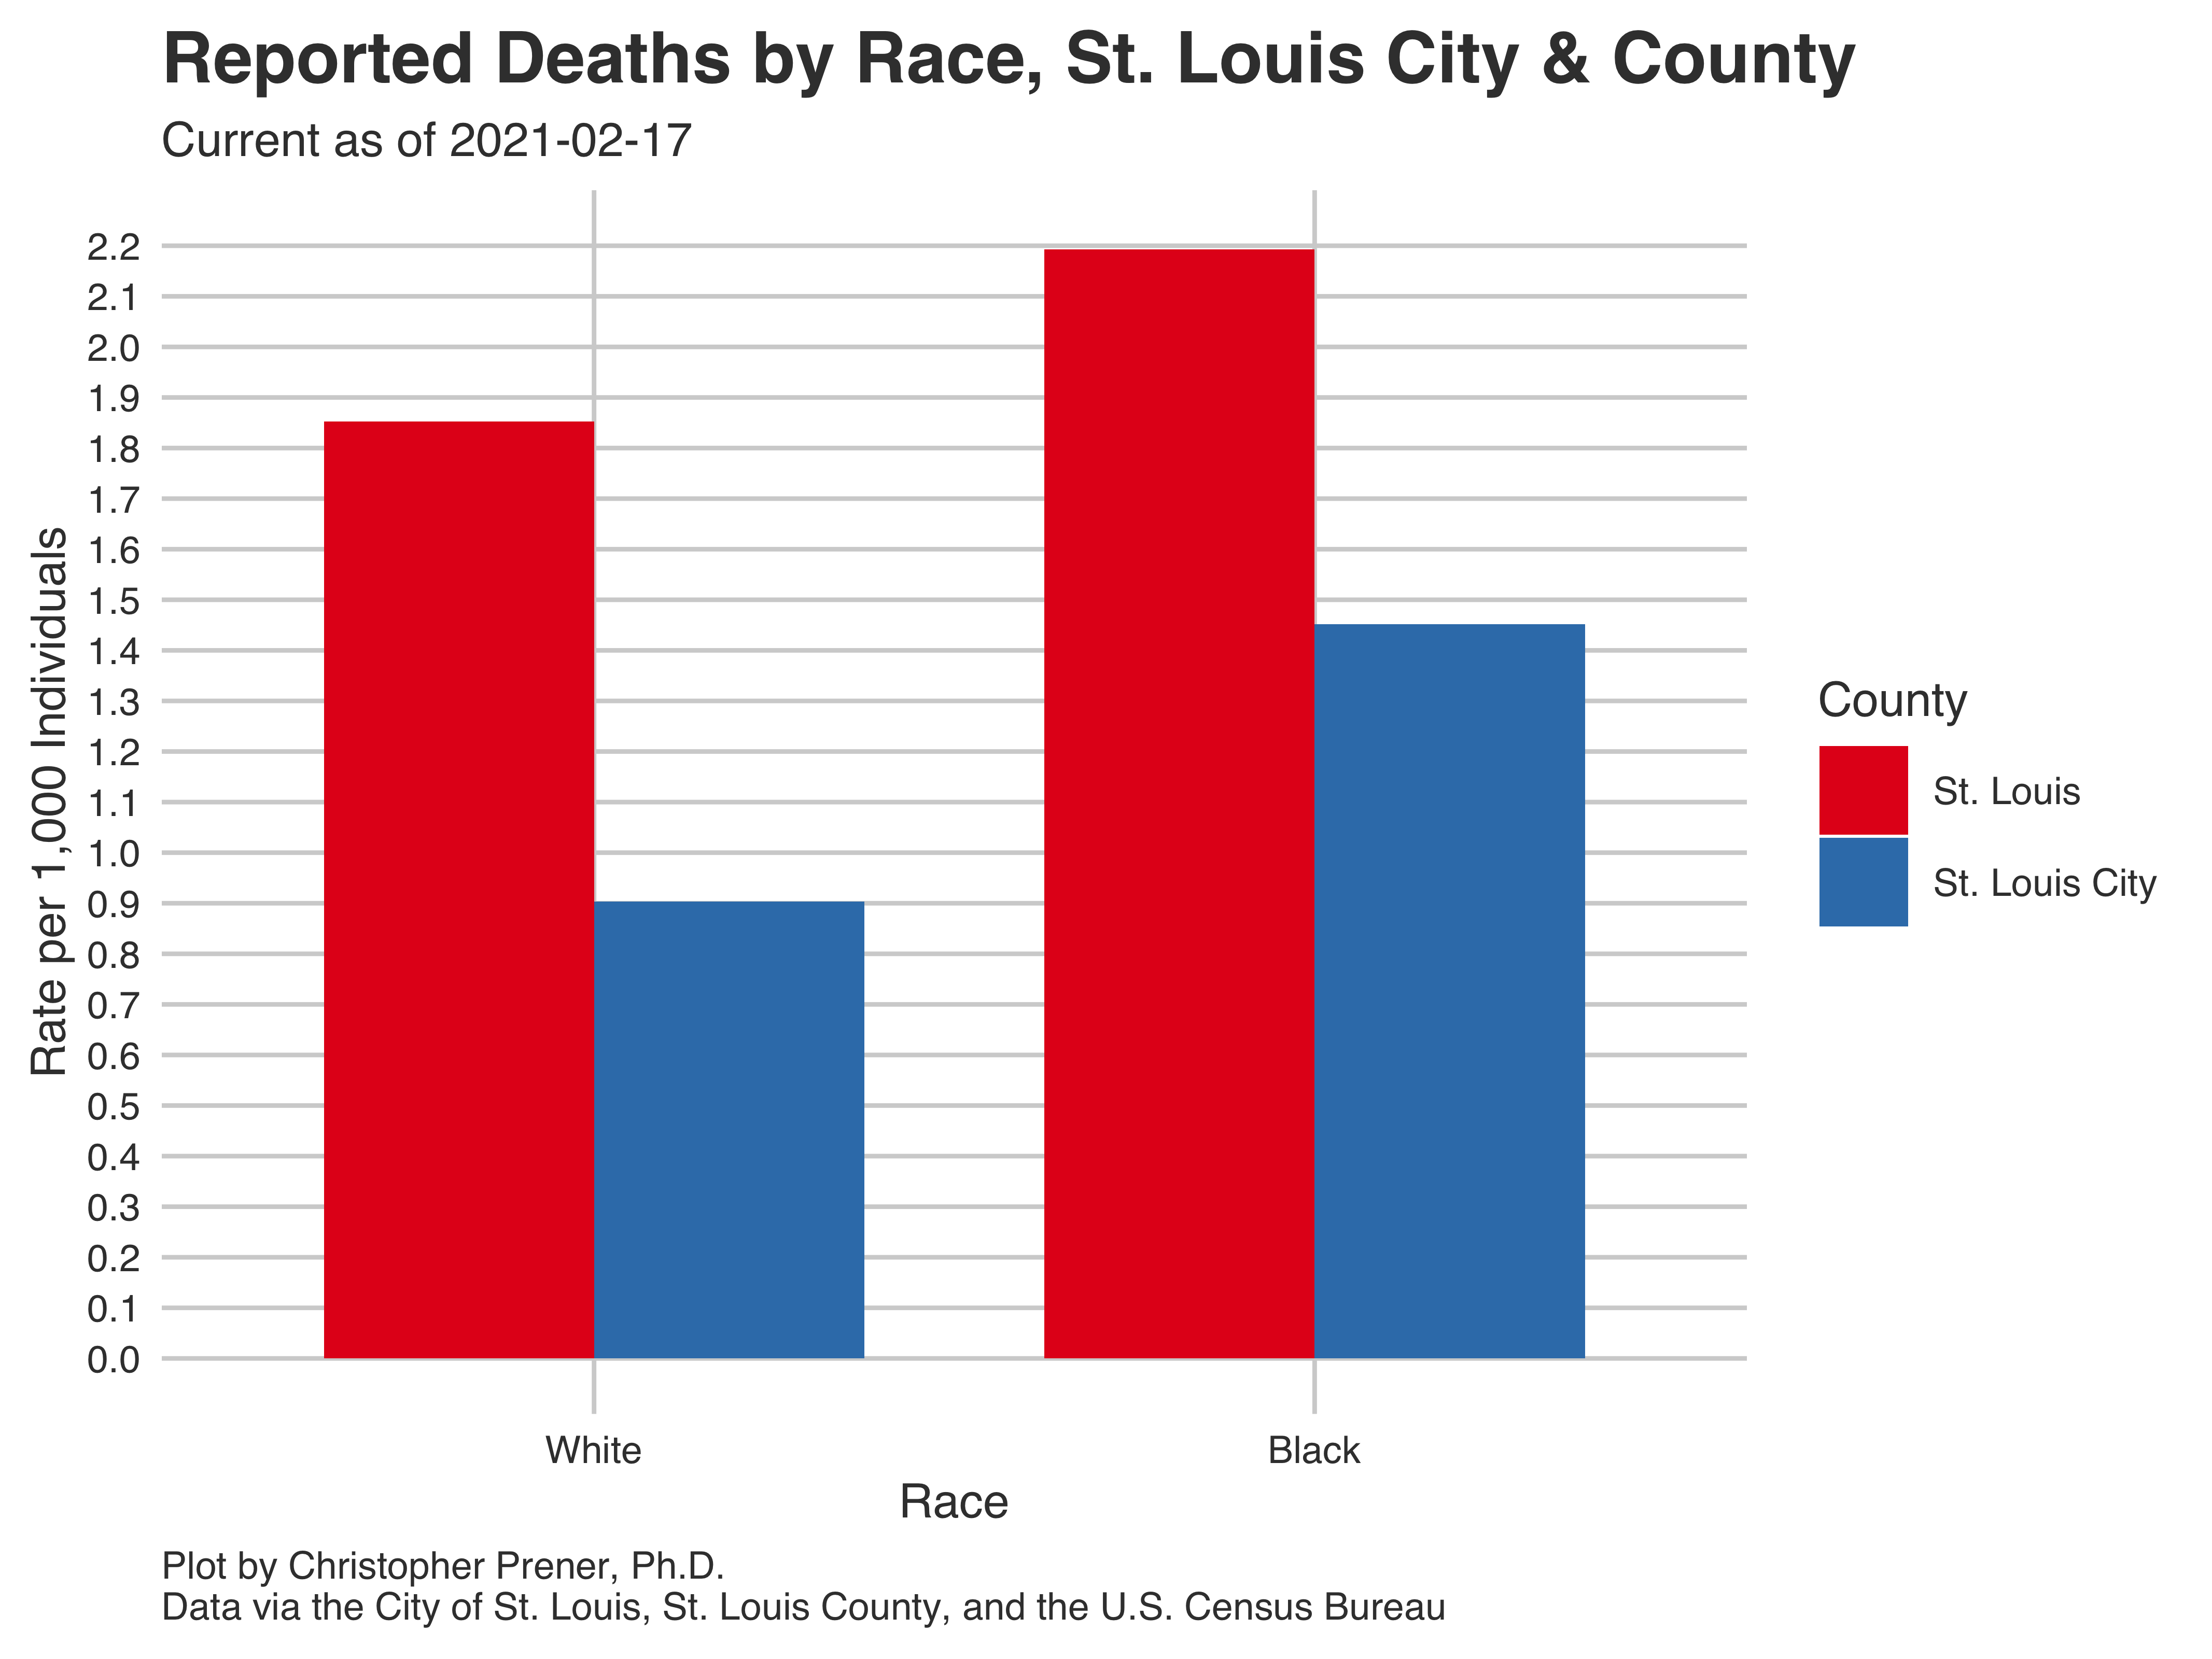 Reported Deaths by Race, St. Louis City & County
Current as of 2021-02-17
Rate per 1,000 Individuals
2.2
2.1
2.0
1.9
1.8
1.7
1.6
1.5
1.4
1.3
1.2
1.1
1.0
0.9
0.8
0.7
0.6
0.5
0.4
0.3
0.2
0.1
0.0
White
Black
Race
County
St. Louis
St. Louis City
Plot by Christopher Prener, Ph.D.
Data via the City of St. Louis, St. Louis County, and the U.S. Census Bureau